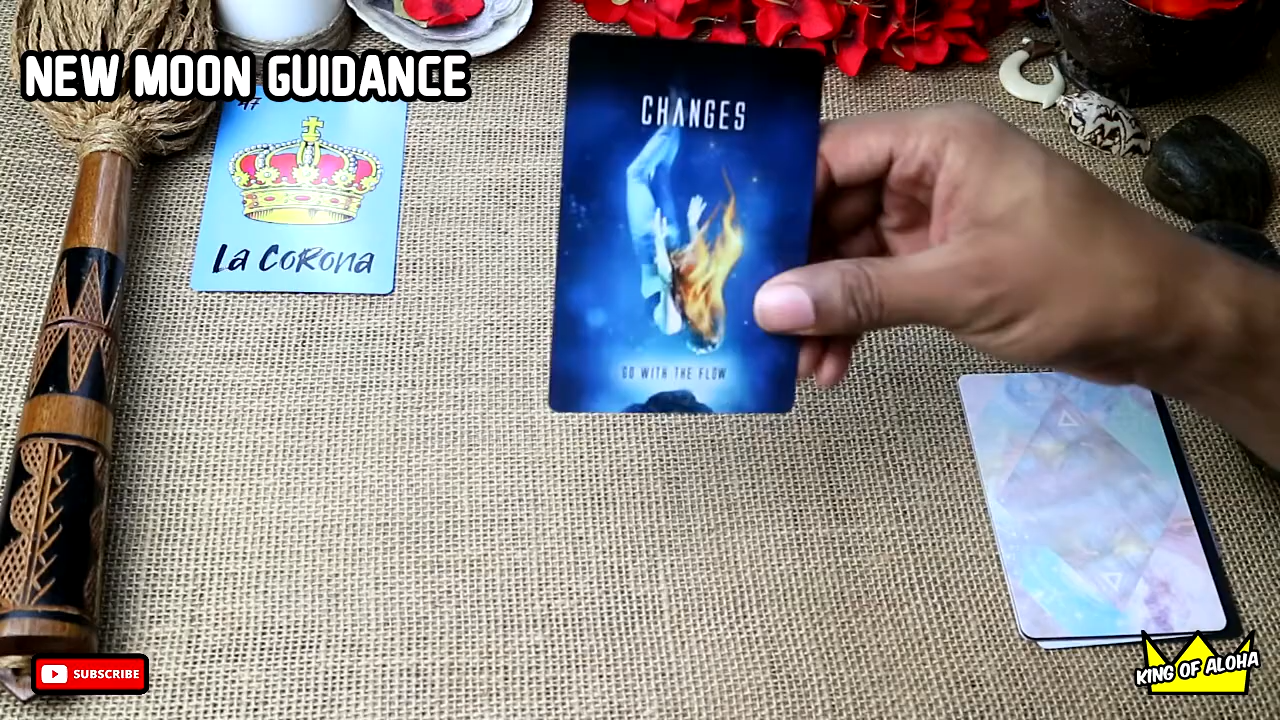 NEW MOON GUIDANCE
47
La CoRona
CHANGES
GO WITH THE FLOW
SUBSCRIBE
KING OF ALOHA